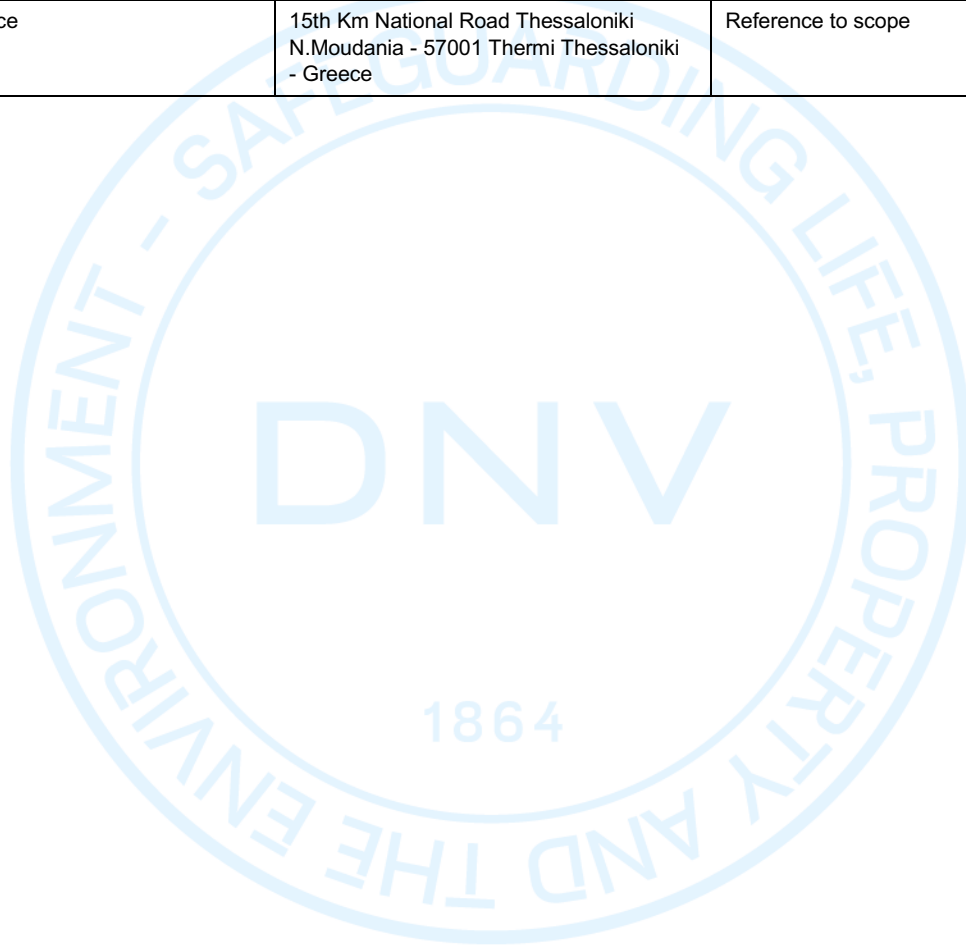 ce
15th Km National Road Thessaloniki
N.Moudania - 57001 Thermi Thessaloniki
- Greece
Reference to scope
SAFEGUARDING LIFE, PROPERTY AND THE ENVIRONMENT -
DNV
1864